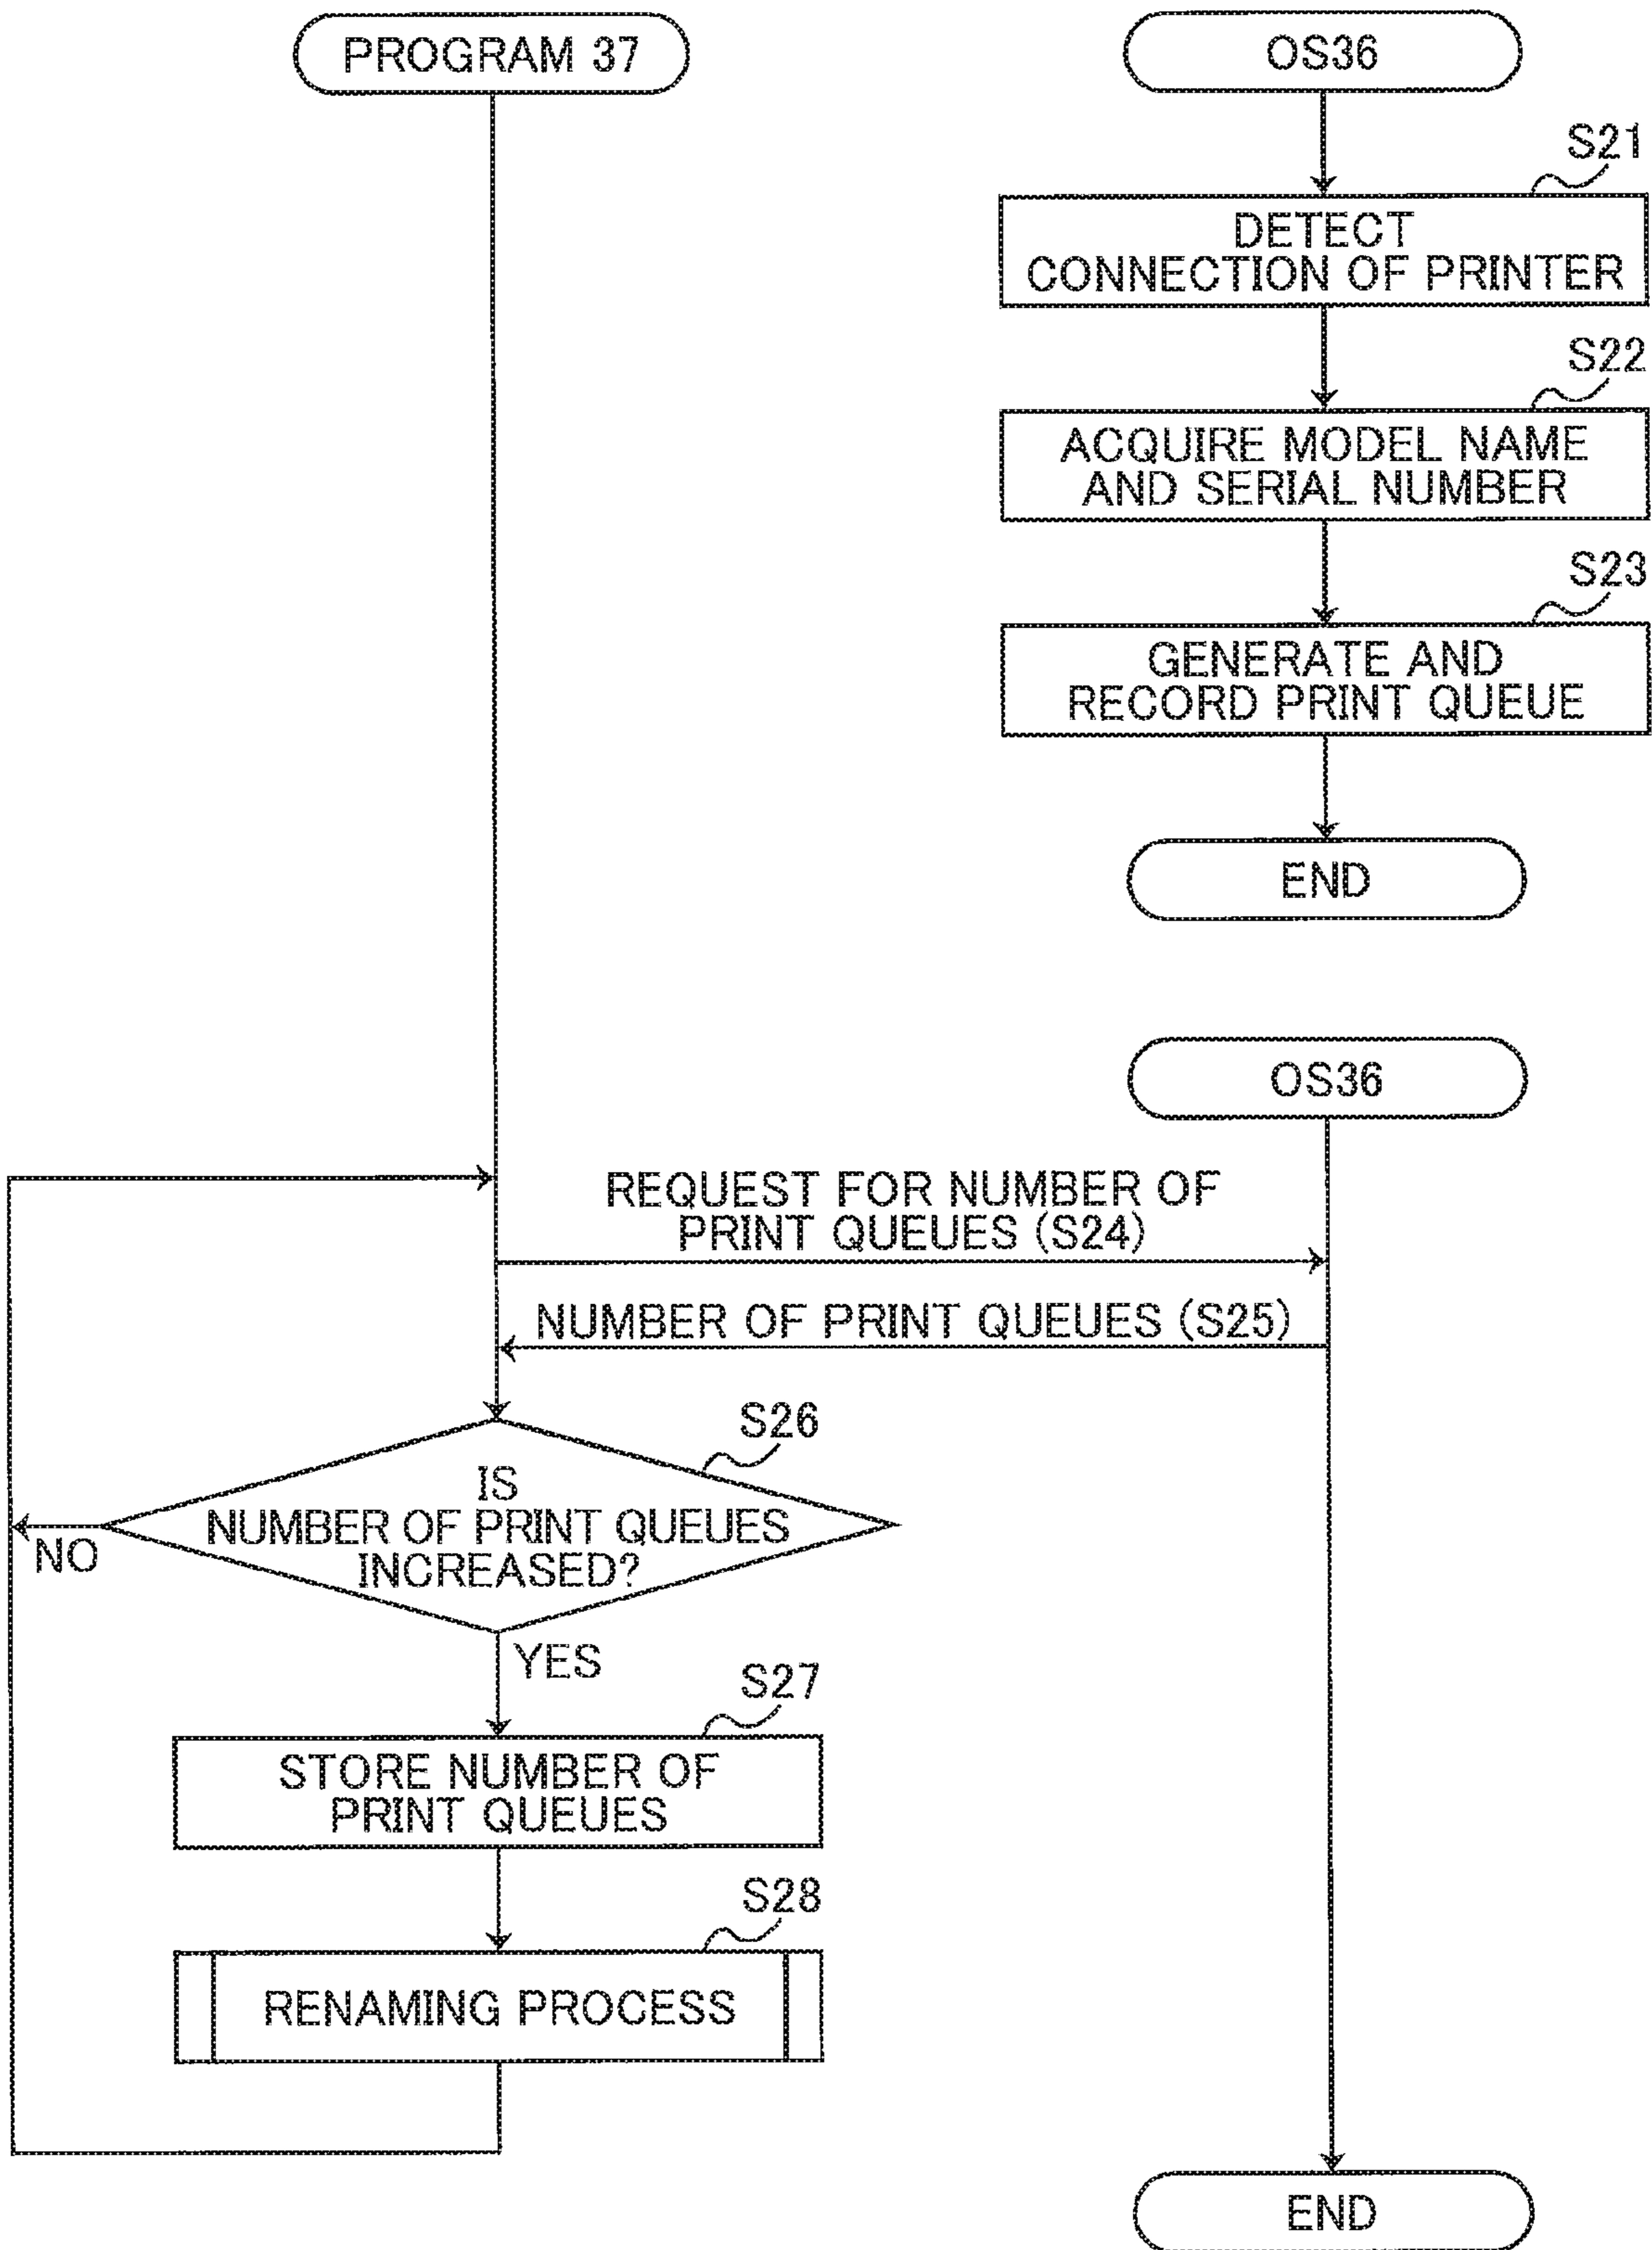 PROGRAM 37
OS36
S21
DETECT
CONNECTION OF PRINTER
S22
ACQUIRE MODEL NAME
AND SERIAL NUMBER
S23
GENERATE AND
RECORD PRINT QUEUE
END
OS36
REQUEST FOR NUMBER OF
PRINT QUEUES (S24)
NUMBER OF PRINT QUEUES (S25)
S26
IS
NUMBER OF PRINT QUEUES
INCREASED?
NO
YES
S27
STORE NUMBER OF
PRINT QUEUES
S28
RENAMING PROCESS
END